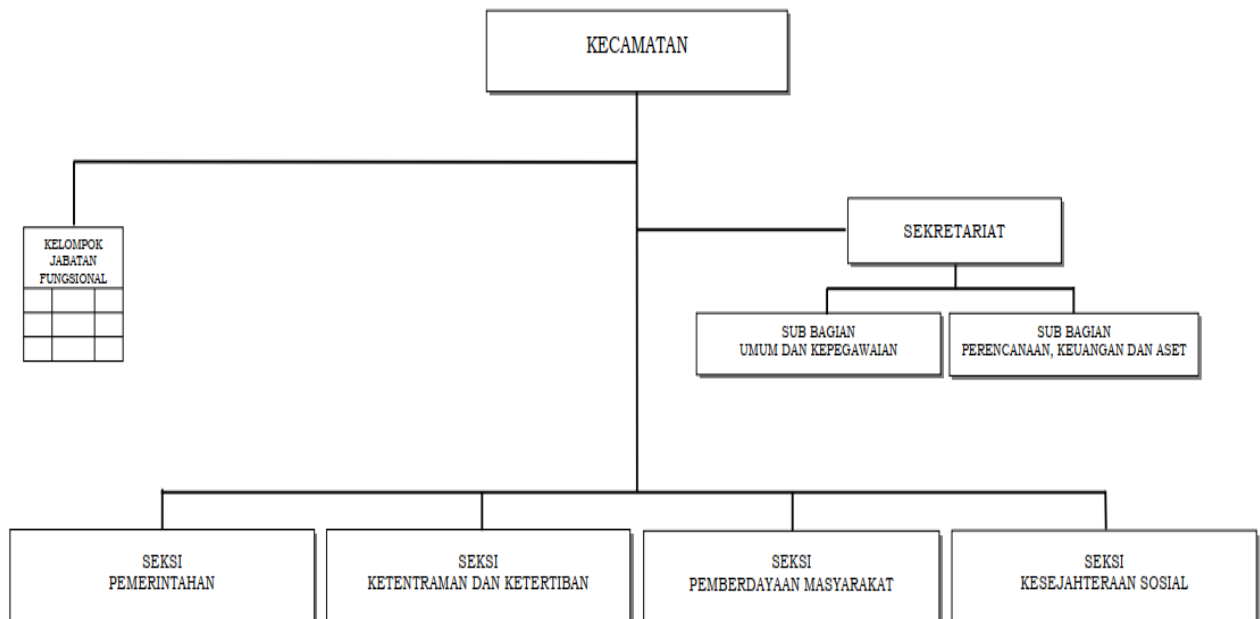 KECAMATAN
KELOMPOK
JABATAN
FUNGSIONAL
SEKRETARIAT
SUB BAGIAN
UMUM DAN KEPEGAWAIAN
SUB BAGIAN
PERENCANAAN, KEUANGAN DAN ASET
SEKSI
PEMERINTAHAN
SEKSI
KETENTRAMAN DAN KETERTIBAN
SEKSI
PEMBERDAYAAN MASYARAKAT
SEKSI
KESEJAHTERAAN SOSIAL